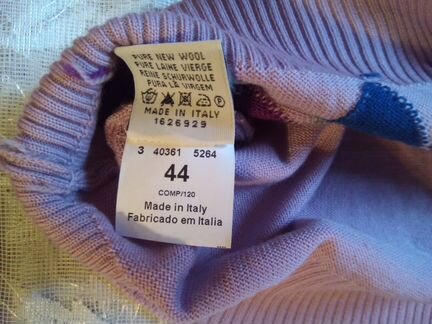 PURE NEW WOOL
PURE LAINE VIERGE
REINE SCHURWOLLE
PURA LÃ VIRGEM
MADE IN ITALY
1626929
3 40361 5264
44
COMP/120
Made in Italy
Fabricado em Italia